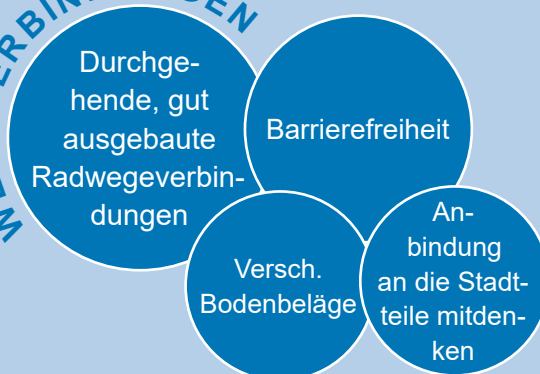 Durchge-
hende, gut
ausgebaute
Radwegeverbin-
dungen
Barrierefreiheit
Versch.
Bodenbeläge
An-
bindung
an die Stadt-
teile mitden-
ken